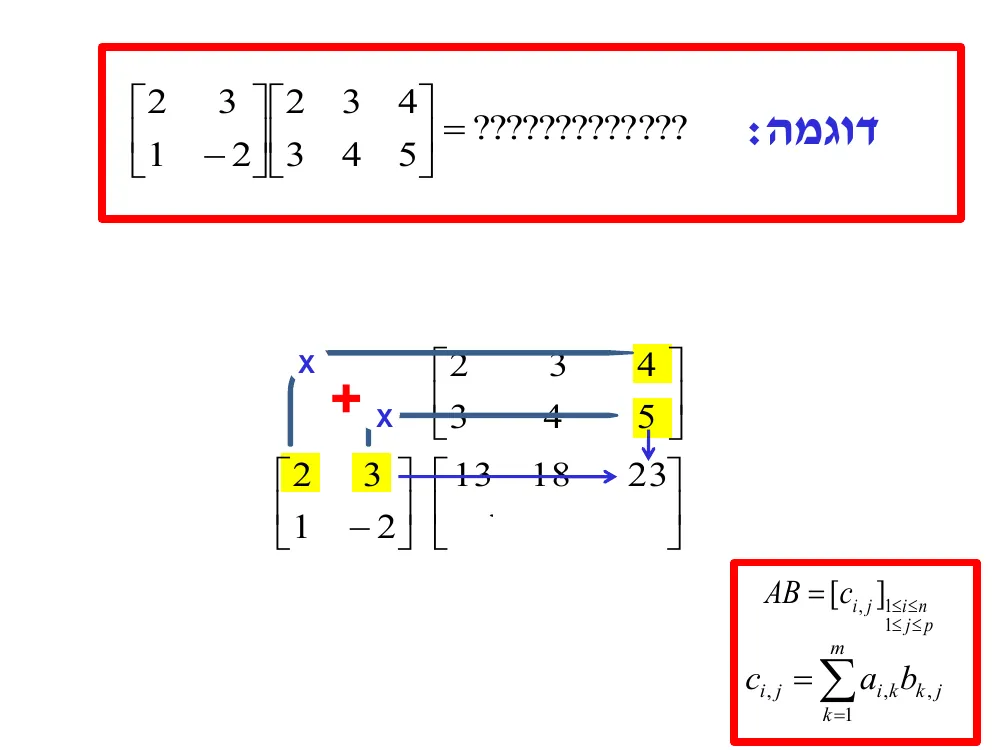 דוגמה:
[2 3] [2 3 4] = ?????????????
[1 −2] [3 4 5]
x [2 3 4]
+ x [3 4 5]
[2 3] [13 18 23]
[1 −2] [ ]
AB = [c_{i,j}]_{1≤i≤n, 1≤j≤p}
c_{i,j} = ∑_{k=1}^{m} a_{i,k} b_{k,j}